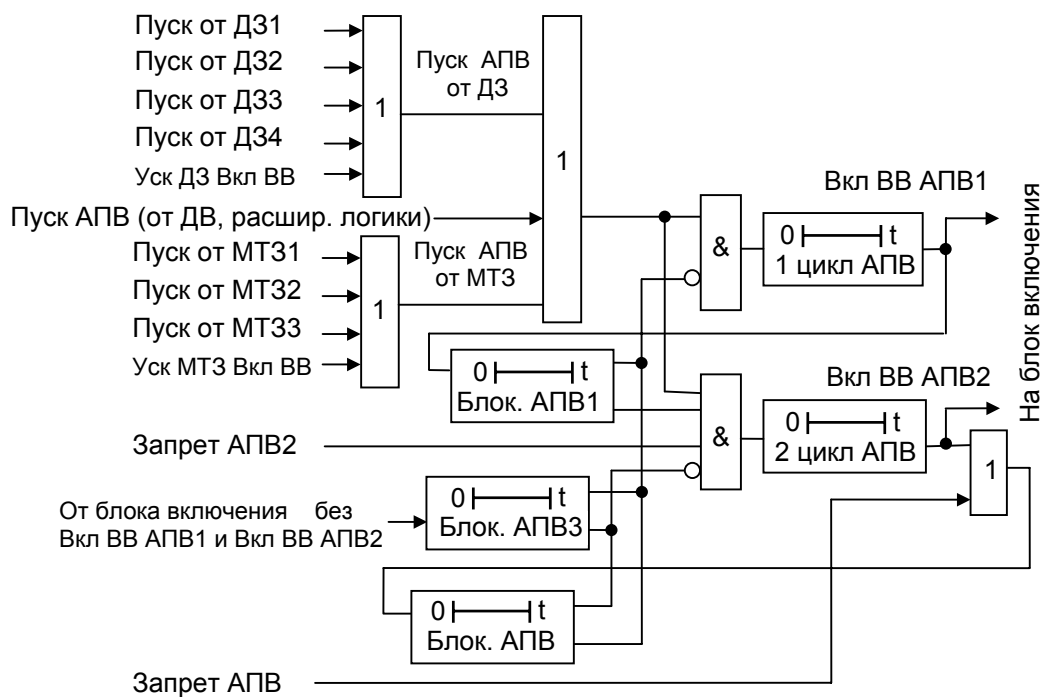 Пуск от ДЗ1
Пуск от ДЗ2
Пуск от ДЗ3
Пуск от ДЗ4
Уск ДЗ Вкл ВВ
1
Пуск АПВ
от ДЗ
1
Пуск АПВ (от ДВ, расшир. логики)
Пуск от МТЗ1
Пуск от МТЗ2
Пуск от МТЗ3
Уск МТЗ Вкл ВВ
1
Пуск АПВ
от МТЗ
&
0 t
1 цикл АПВ
Вкл ВВ АПВ1
На блок включения
0 t
Блок. АПВ1
Запрет АПВ2
&
0 t
2 цикл АПВ
Вкл ВВ АПВ2
1
От блока включения без
Вкл ВВ АПВ1 и Вкл ВВ АПВ2
0 t
Блок. АПВ3
0 t
Блок. АПВ
Запрет АПВ